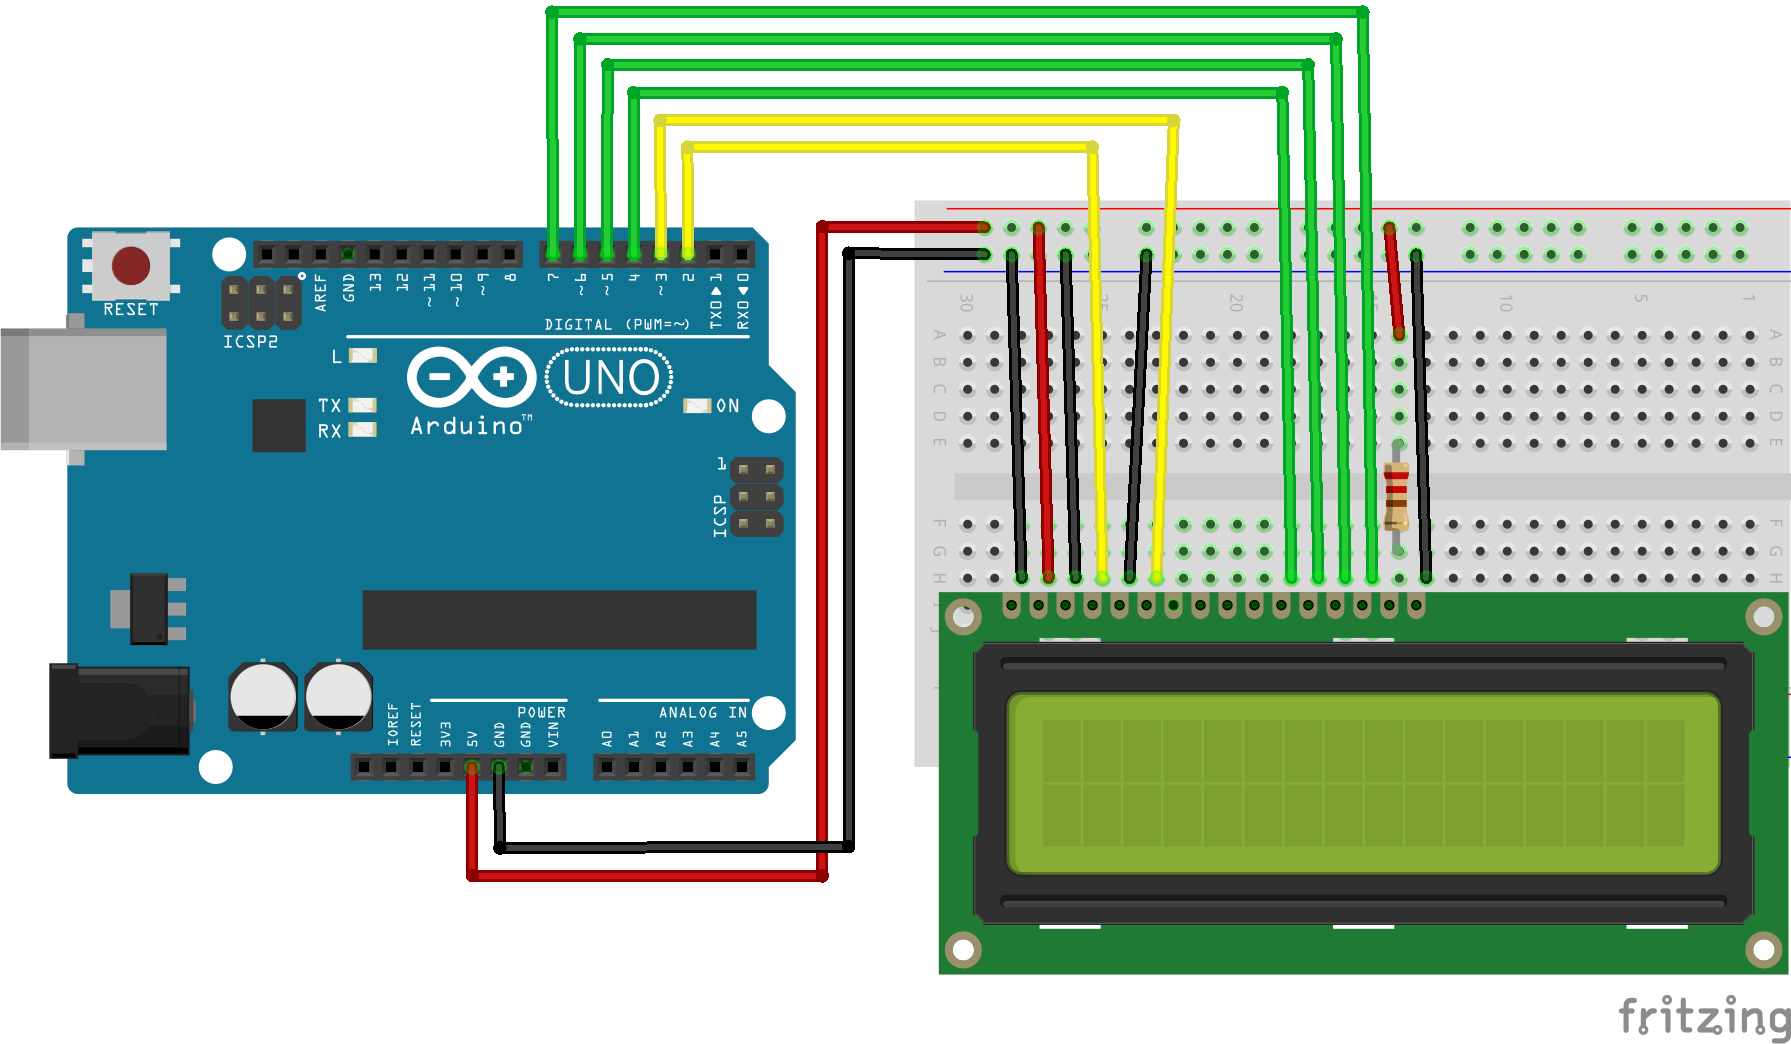 RESET
ICSP2
AREF
GND
13
12
~11
~10
~9
8
7
~6
~5
4
~3
2
TX0▶1
RX0◀0
DIGITAL (PWM=~)
L
TX
RX
UNO
Arduino™
ON
1
ICSP
IOREF
RESET
3V3
5V
GND
GND
VIN
POWER
A0
A1
A2
A3
A4
A5
ANALOG IN
30
25
20
15
10
5
1
A
B
C
D
E
F
G
H
A
B
C
D
E
F
G
H
fritzing